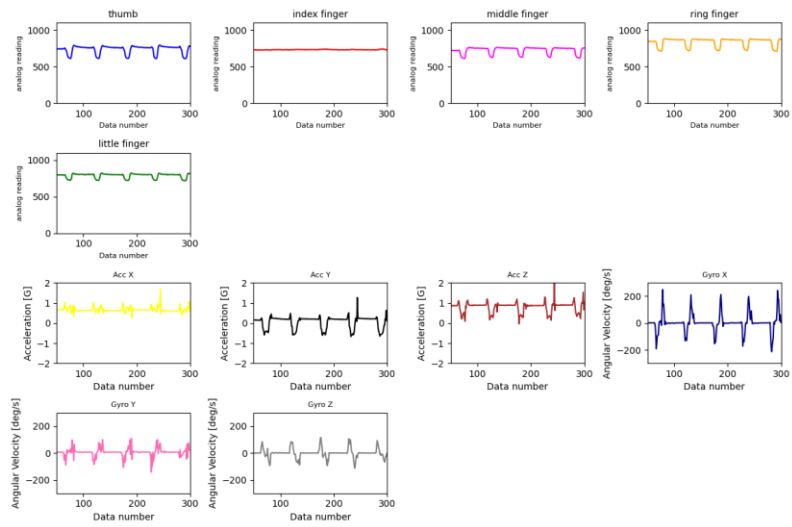 thumb
index finger
middle finger
ring finger
analog reading
1000
500
0
analog reading
1000
500
0
analog reading
1000
500
0
analog reading
1000
500
0
100 200 300
100 200 300
100 200 300
100 200 300
Data number
Data number
Data number
Data number
little finger
analog reading
1000
500
0
100 200 300
Data number
Acc X
Acc Y
Acc Z
Gyro X
Acceleration [G]
2
1
0
−1
−2
Acceleration [G]
2
1
0
−1
−2
Acceleration [G]
2
1
0
−1
−2
Angular Velocity [deg/s]
200
0
−200
100 200 300
100 200 300
100 200 300
100 200 300
Data number
Data number
Data number
Data number
Gyro Y
Gyro Z
Angular Velocity [deg/s]
200
0
−200
Angular Velocity [deg/s]
200
0
−200
100 200 300
100 200 300
Data number
Data number